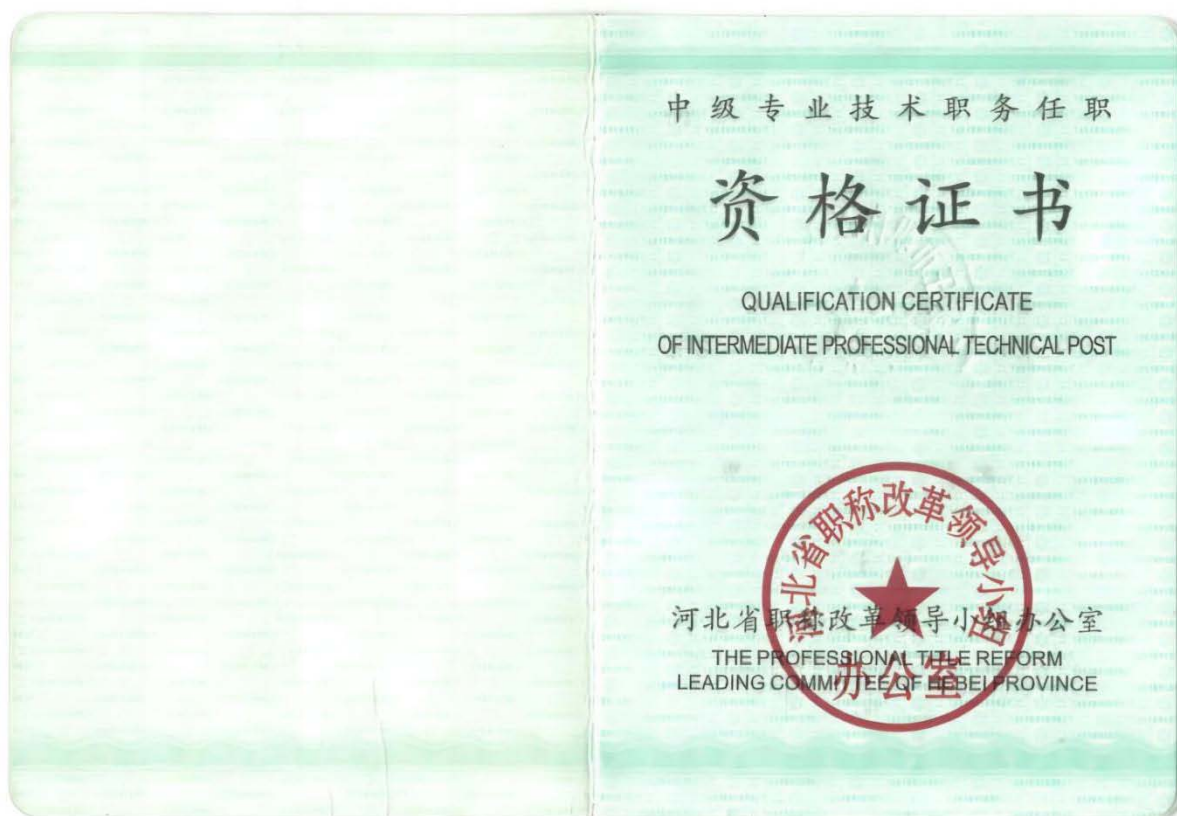 中级专业技术职务任职
资格证书
QUALIFICATION CERTIFICATE
OF INTERMEDIATE PROFESSIONAL TECHNICAL POST
河北省职称改革领导小组
河北省职称改革领导小组办公室
THE PROFESSIONAL TITLE REFORM
LEADING COMMITTEE OF HEBEI PROVINCE
办公室